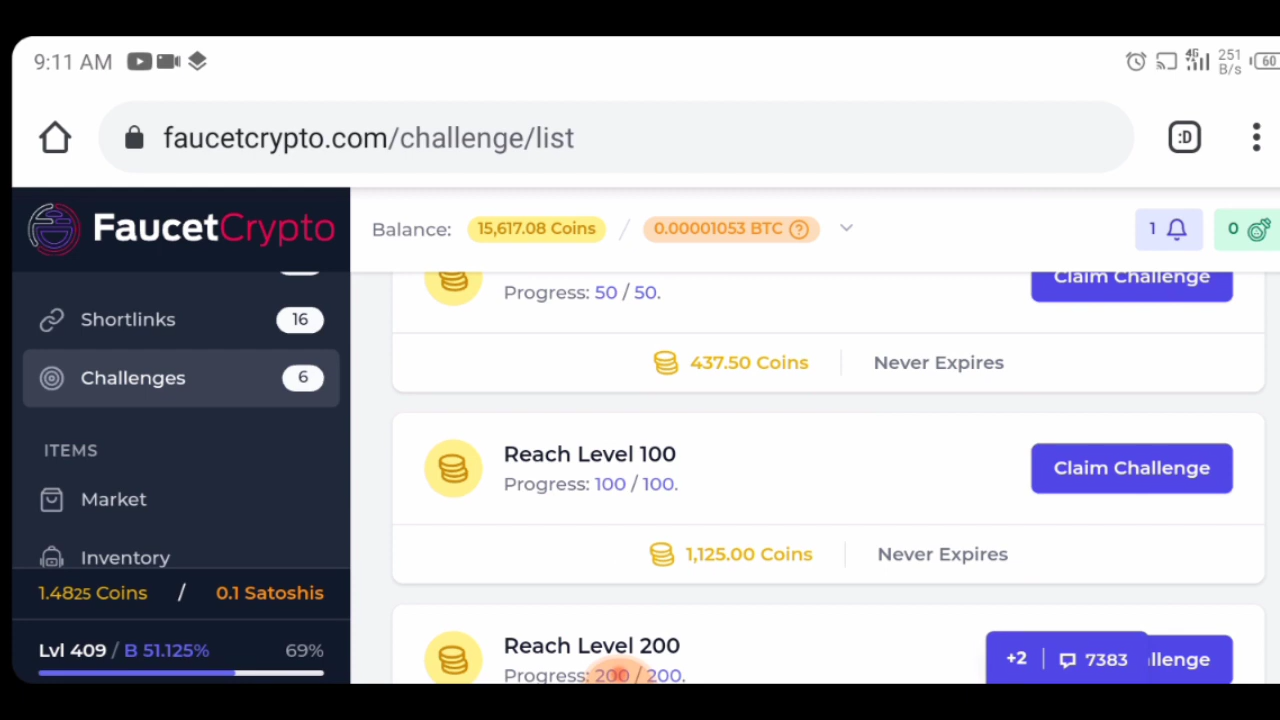 9:11 AM
4G
251 B/s
60
faucetcrypto.com/challenge/list
:D
FaucetCrypto
Balance: 15,617.08 Coins / 0.00001053 BTC ?
1
0
Shortlinks 16
Challenges 6
ITEMS
Market
Inventory
1.4825 Coins / 0.1 Satoshis
Lvl 409 / B 51.125% 69%
Claim Challenge
Progress: 50 / 50.
437.50 Coins Never Expires
Reach Level 100
Progress: 100 / 100.
Claim Challenge
1,125.00 Coins Never Expires
Reach Level 200
Progress: 200 / 200.
+2 7383 llenge